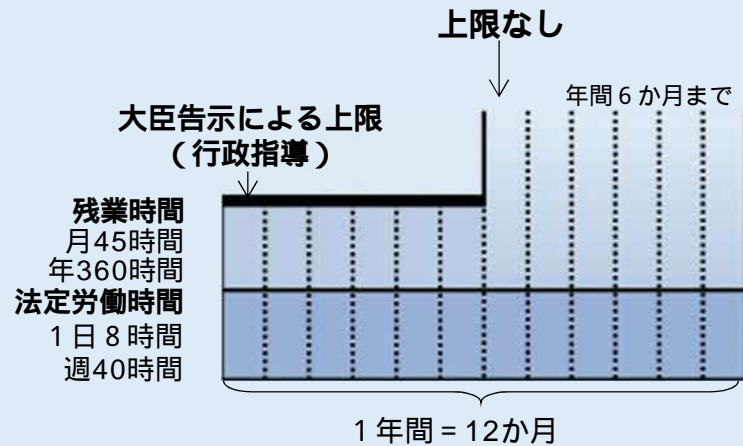 上限なし
年間6か月まで
大臣告示による上限
(行政指導)
残業時間
月45時間
年360時間
法定労働時間
1日8時間
週40時間
1年間=12か月